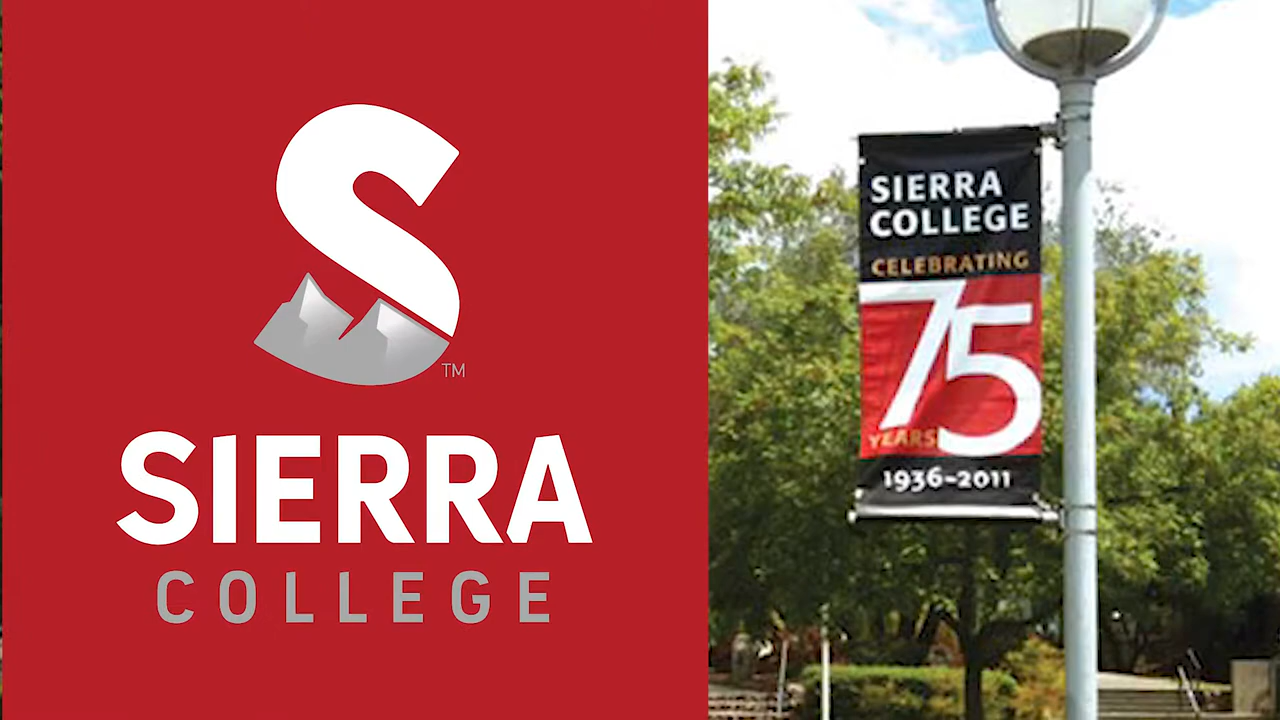 S
TM
SIERRA
COLLEGE
SIERRA
COLLEGE
CELEBRATING
75
YEARS
1936-2011